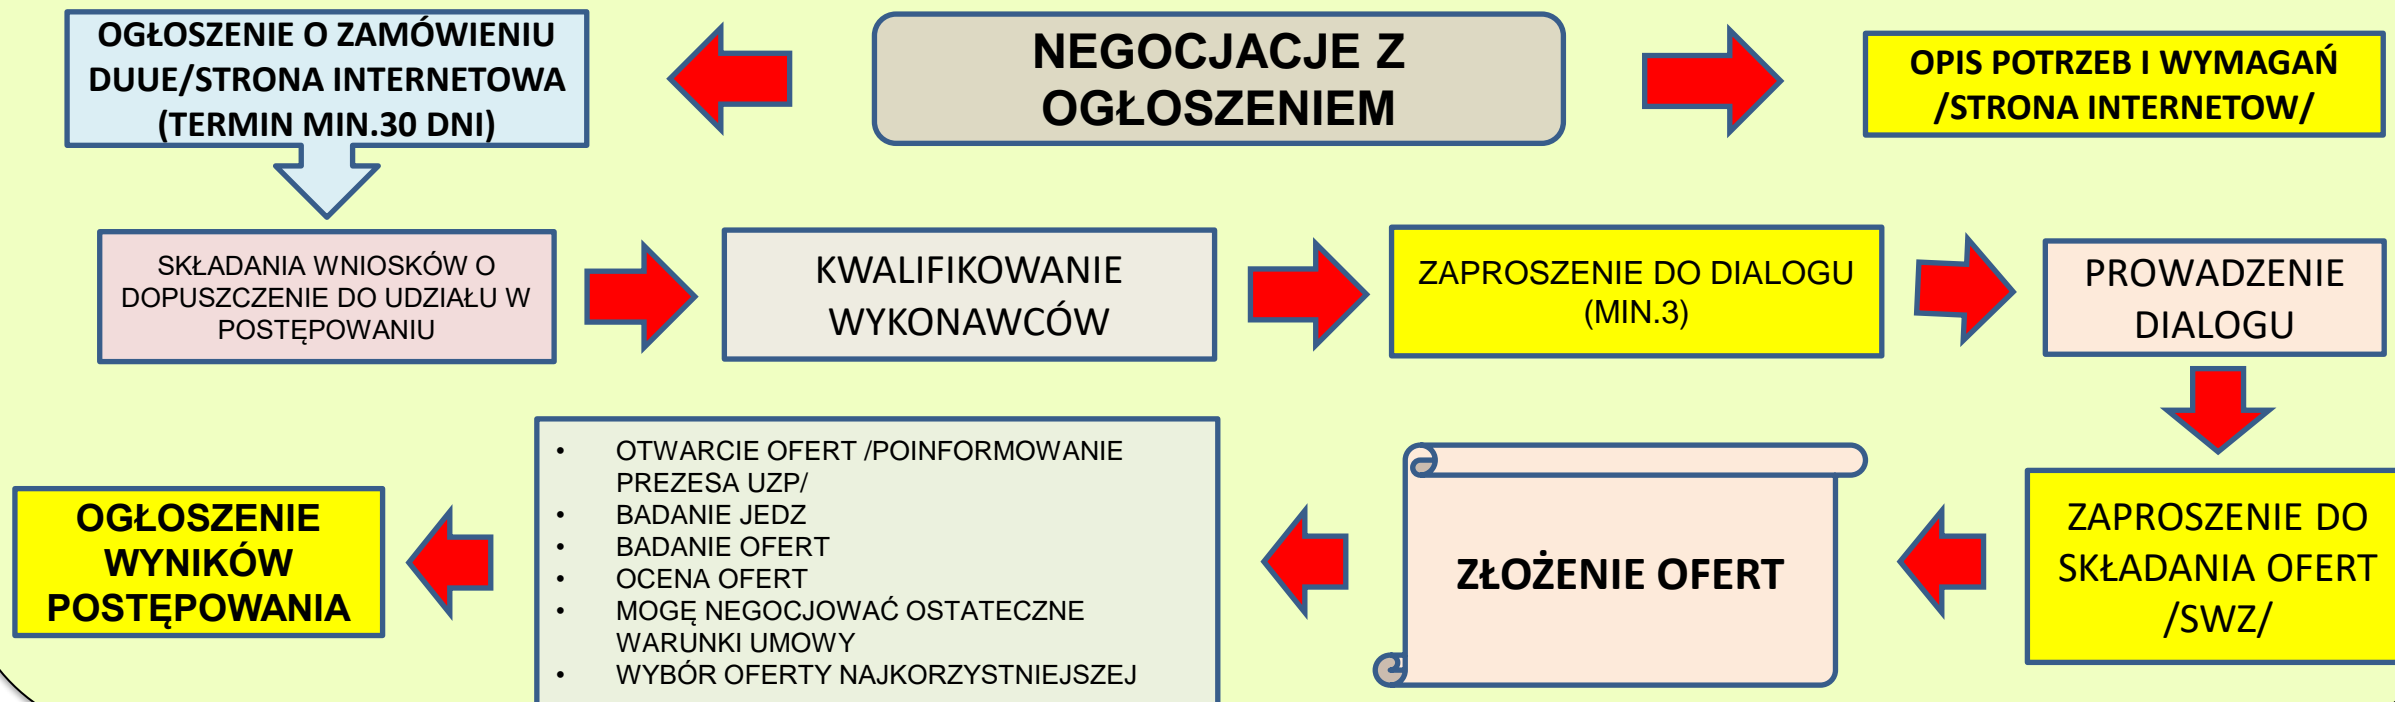 OGŁOSZENIE O ZAMÓWIENIU
DUUE/STRONA INTERNETOWA
(TERMIN MIN.30 DNI)
NEGOCJACJE Z
OGŁOSZENIEM
OPIS POTRZEB I WYMAGAŃ
/STRONA INTERNETOW/
SKŁADANIA WNIOSKÓW O
DOPUSZCZENIE DO UDZIAŁU W
POSTĘPOWANIU
KWALIFIKOWANIE
WYKONAWCÓW
ZAPROSZENIE DO DIALOGU
(MIN.3)
PROWADZENIE
DIALOGU
OGŁOSZENIE
WYNIKÓW
POSTĘPOWANIA
• OTWARCIE OFERT /POINFORMOWANIE
PREZESA UZP/
• BADANIE JEDZ
• BADANIE OFERT
• OCENA OFERT
• MOGĘ NEGOCJOWAĆ OSTATECZNE
WARUNKI UMOWY
• WYBÓR OFERTY NAJKORZYSTNIEJSZEJ
ZŁOŻENIE OFERT
ZAPROSZENIE DO
SKŁADANIA OFERT
/SWZ/